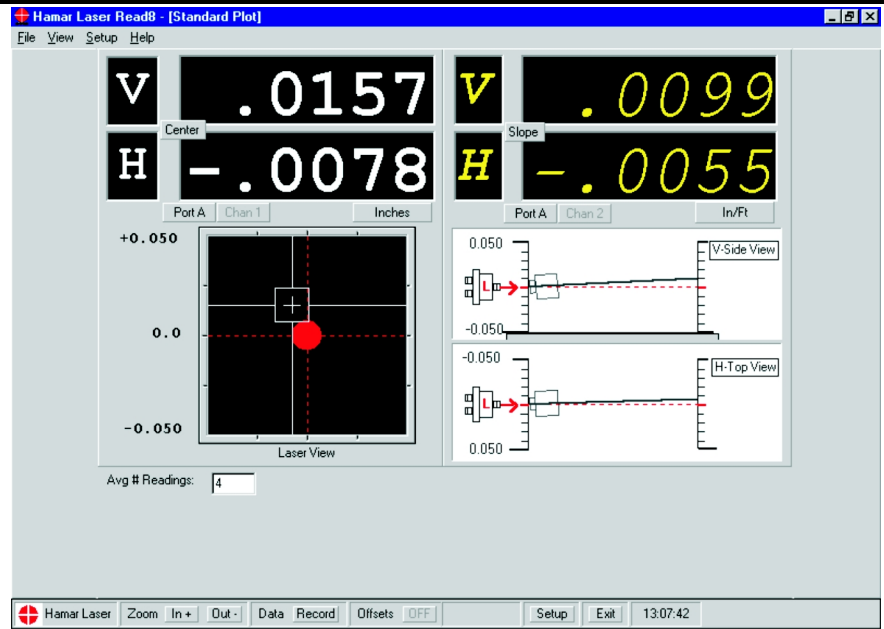 Hamar Laser Read8 - [Standard Plot]
File View Setup Help
V .0157
Center
H -.0078
Port A Chan 1 Inches
V .0099
Slope
H -.0055
Port A Chan 2 In/Ft
+0.050
0.0
-0.050
Laser View
0.050 V-Side View
L
-0.050
-0.050 H-Top View
L
0.050
Avg # Readings: 4
Hamar Laser Zoom In + Out - Data Record Offsets OFF Setup Exit 13:07:42